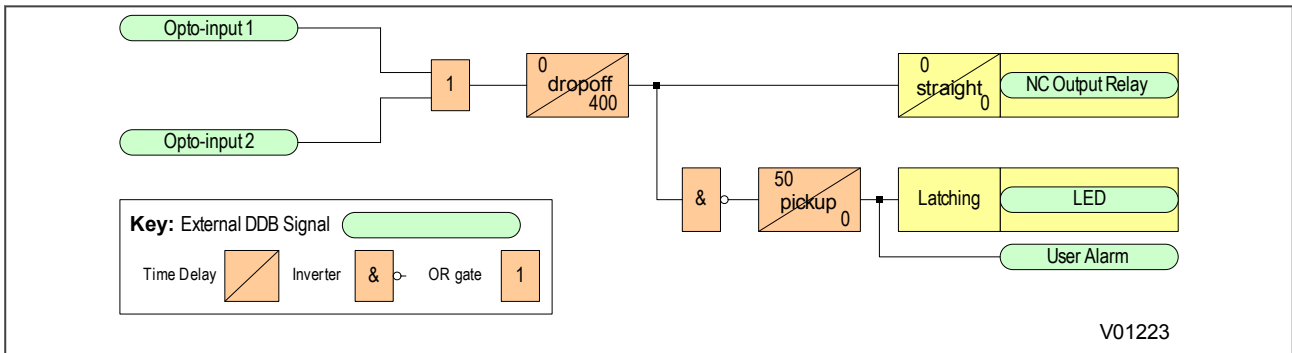 Opto-input 1
Opto-input 2
1
0
dropoff
400
0
straight
0
NC Output Relay
&
50
pickup
0
Latching
LED
User Alarm
Key: External DDB Signal
Time Delay
Inverter
&
OR gate
1
V01223